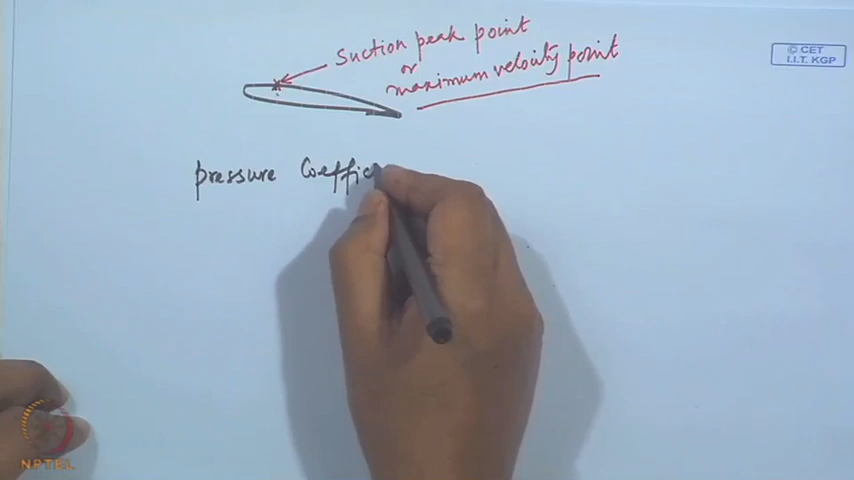 Suction peak point
or
maximum velocity point
© CET
I.I.T. KGP
pressure Coeffic
NPTEL